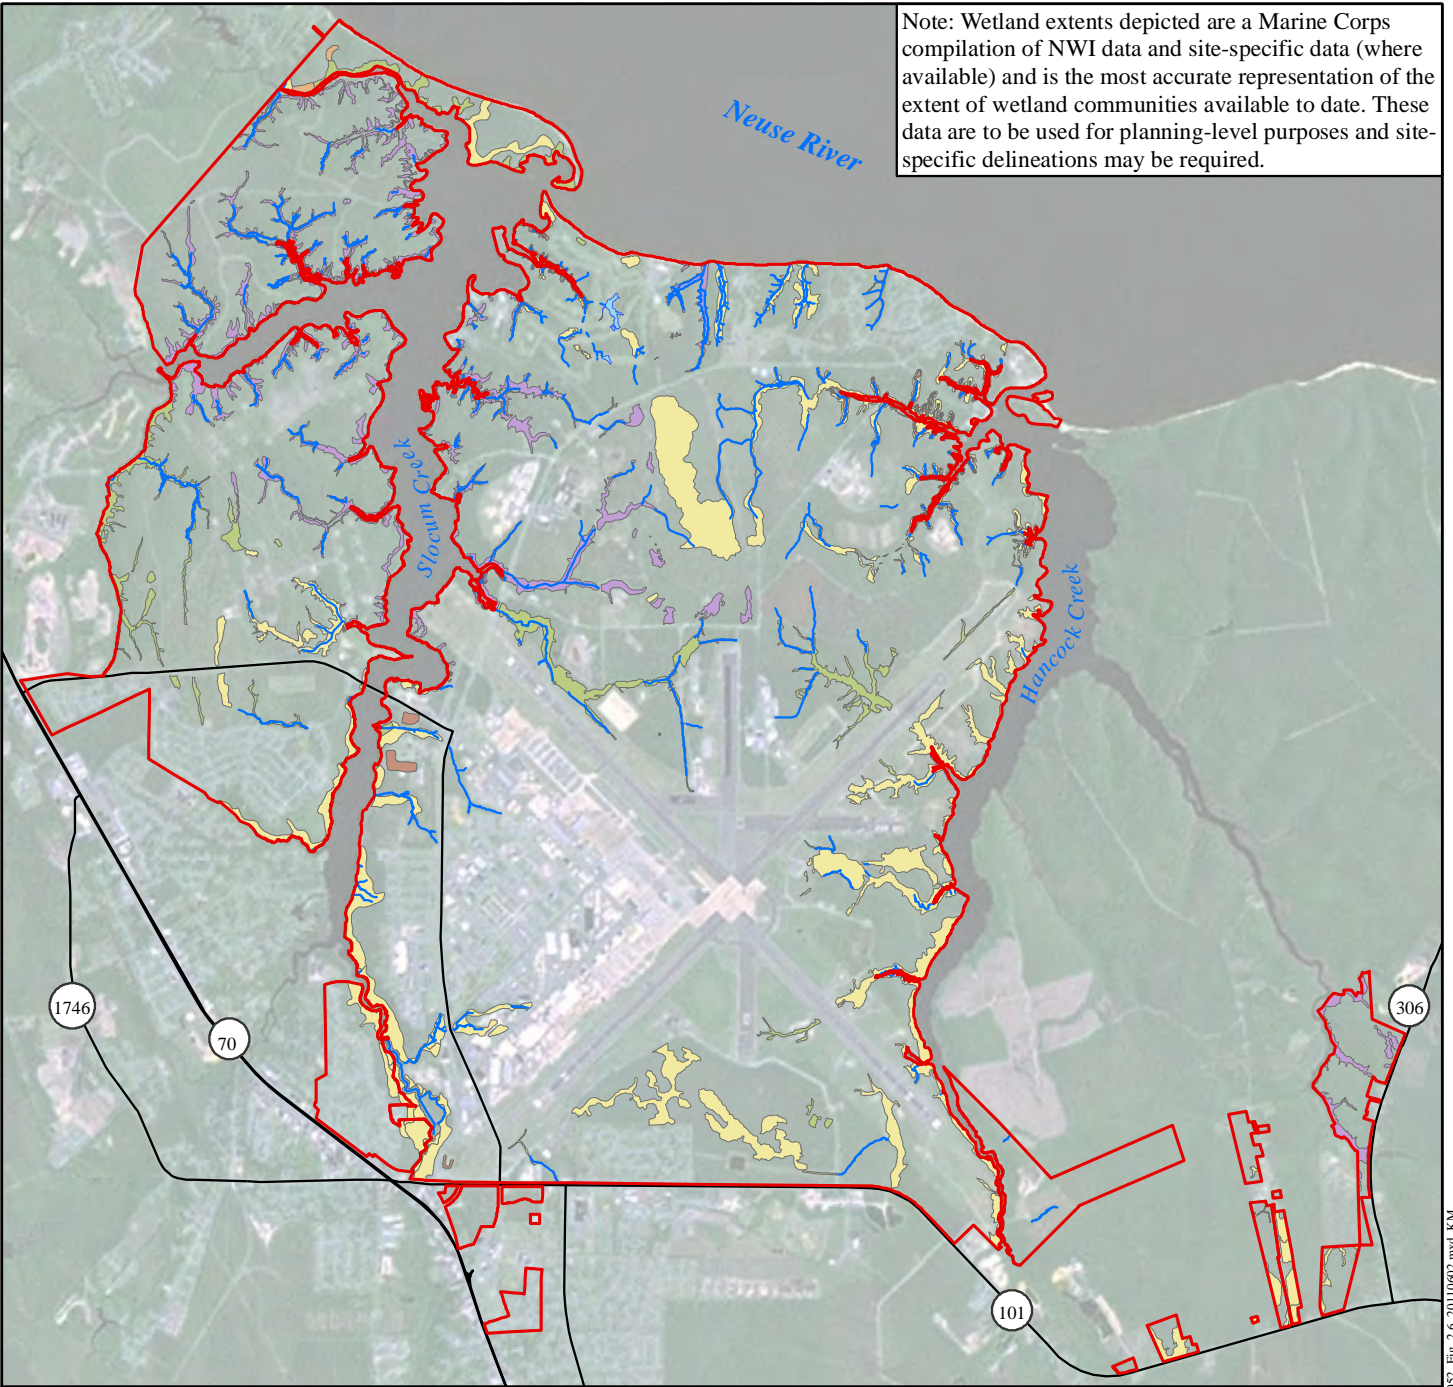 Note: Wetland extents depicted are a Marine Corps
compilation of NWI data and site-specific data (where
available) and is the most accurate representation of the
extent of wetland communities available to date. These
data are to be used for planning-level purposes and site-
specific delineations may be required.
Neuse River
Slocum Creek
Hancock Creek
1746
70
306
101
Fig_2.6_20110602.mxd_KM